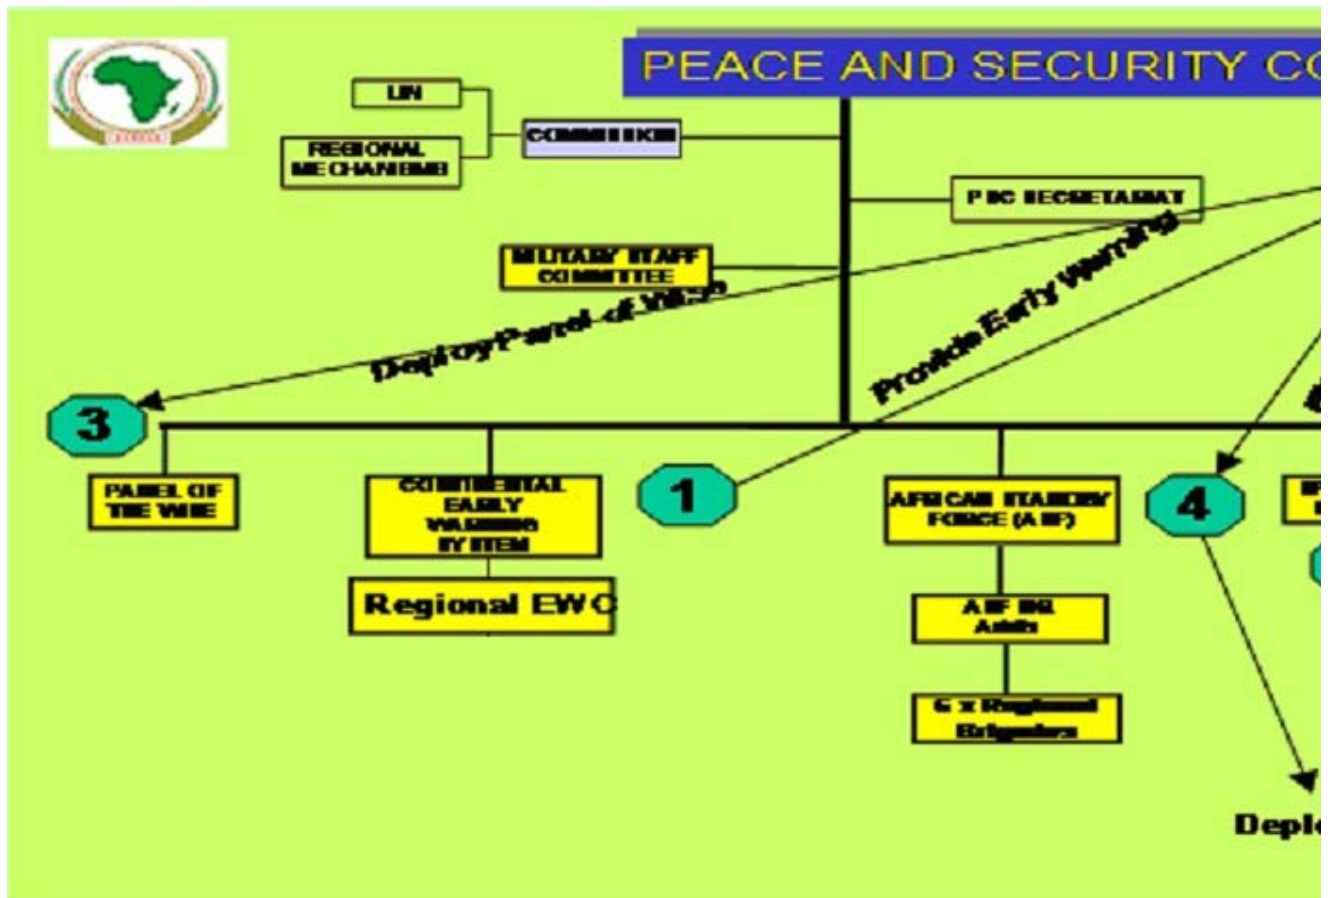 PEACE AND SECURITY CO
UN
REGIONAL
MECHANISMS
COMMISSION
PSC SECRETARIAT
MILITARY STAFF
COMMITTEE
Deploy Panel of Wise
Provide Early Warning
3
1
4
PANEL OF
THE WISE
CONTINENTAL
EARLY
WARNING
SYSTEM
Regional EWC
AFRICAN STANDBY
FORCE (ASF)
ASF HQ
Addis
Regional
Brigades
Deplo